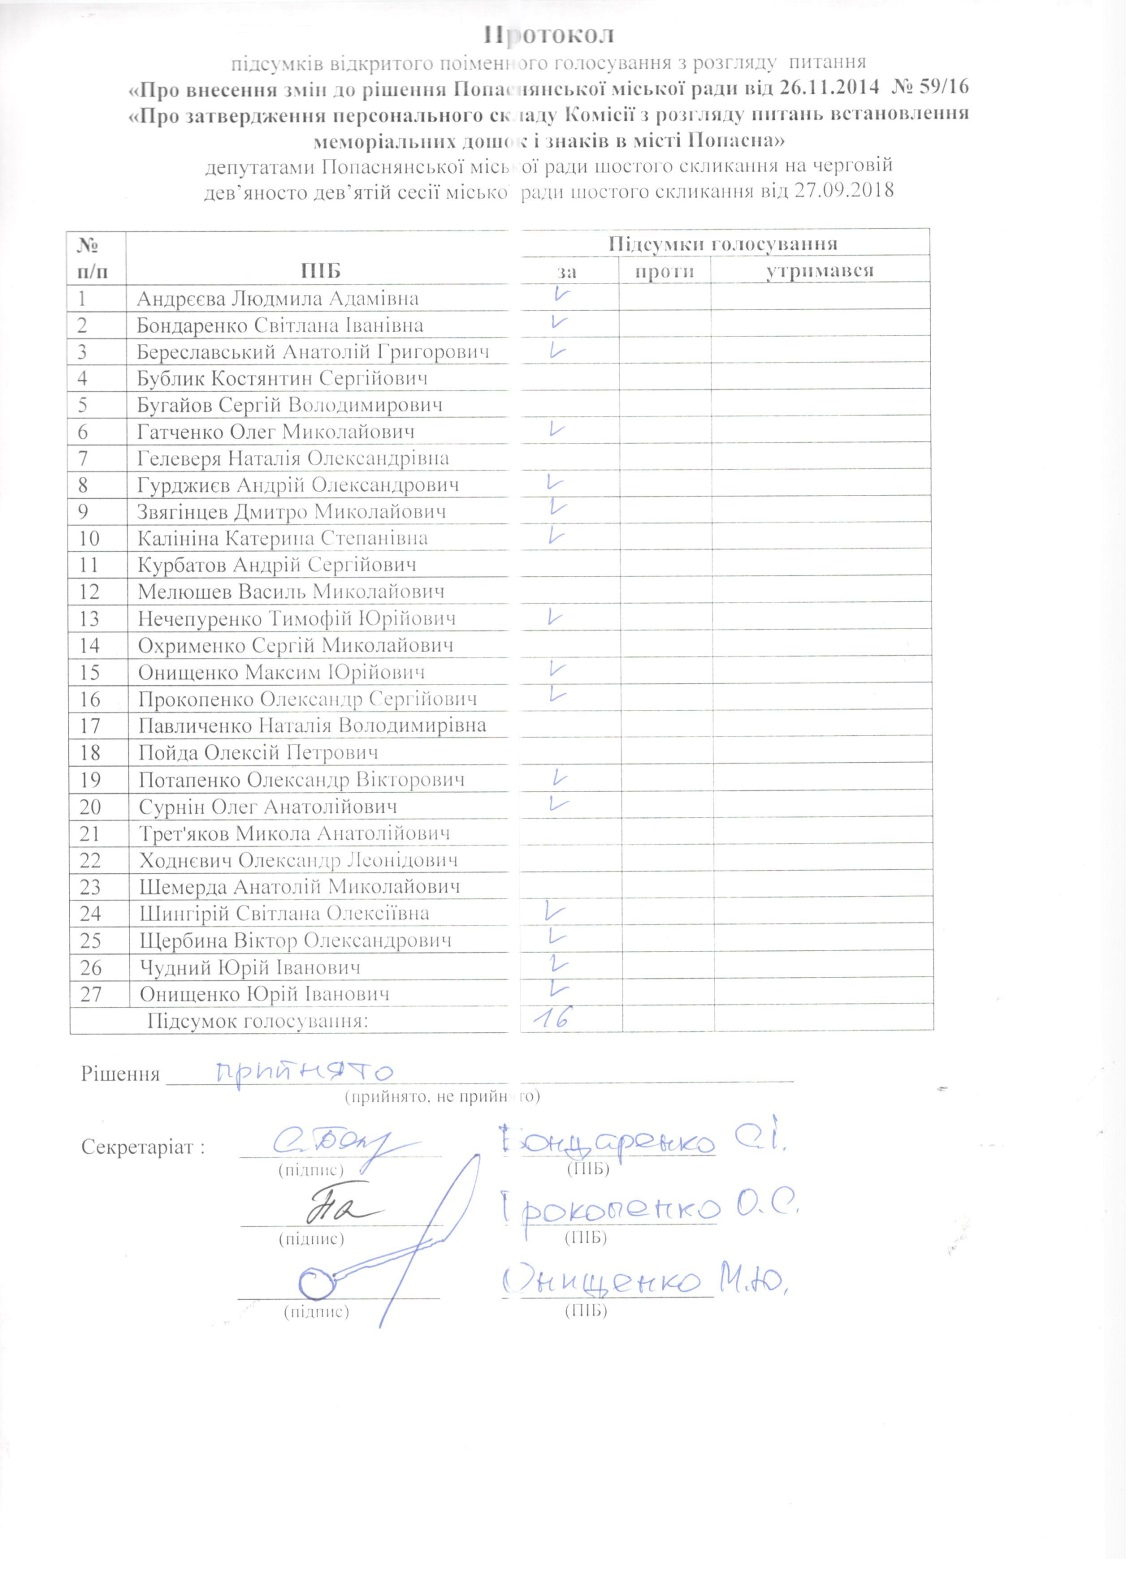 Протокол
підсумків відкритого поіменного голосування з розгляду питання
«Про внесення змін до рішення Попаснянської міської ради від 26.11.2014 № 59/16
«Про затвердження персонального складу Комісії з розгляду питань встановлення
меморіальних дошок і знаків в місті Попасна»
депутатами Попаснянської міської ради шостого скликання на черговій
дев’яносто дев’ятій сесії міської ради шостого скликання від 27.09.2018
№ Підсумки голосування
п/п ПІБ за проти утримався
1 Андрєєва Людмила Адамівна ✓
2 Бондаренко Світлана Іванівна ✓
3 Береславський Анатолій Григорович ✓
4 Бублик Костянтин Сергійович
5 Бугайов Сергій Володимирович
6 Гатченко Олег Миколайович ✓
7 Гелеверя Наталія Олександрівна
8 Гурджиєв Андрій Олександрович ✓
9 Звягінцев Дмитро Миколайович ✓
10 Калініна Катерина Степанівна ✓
11 Курбатов Андрій Сергійович
12 Мелюшев Василь Миколайович
13 Нечепуренко Тимофій Юрійович ✓
14 Охрименко Сергій Миколайович
15 Онищенко Максим Юрійович ✓
16 Прокопенко Олександр Сергійович ✓
17 Павличенко Наталія Володимирівна
18 Пойда Олексій Петрович
19 Потапенко Олександр Вікторович ✓
20 Сурнін Олег Анатолійович ✓
21 Трет'яков Микола Анатолійович
22 Ходнєвич Олександр Леонідович
23 Шемерда Анатолій Миколайович
24 Шингірій Світлана Олексіївна ✓
25 Щербина Віктор Олександрович ✓
26 Чудний Юрій Іванович ✓
27 Онищенко Юрій Іванович ✓
Підсумок голосування: 16
Рішення прийнято
(прийнято, не прийнято)
Секретаріат : Бондаренко С.І.
(підпис) (ПІБ)
Прокопенко О.С.
(підпис) (ПІБ)
Онищенко М.Ю.
(підпис) (ПІБ)